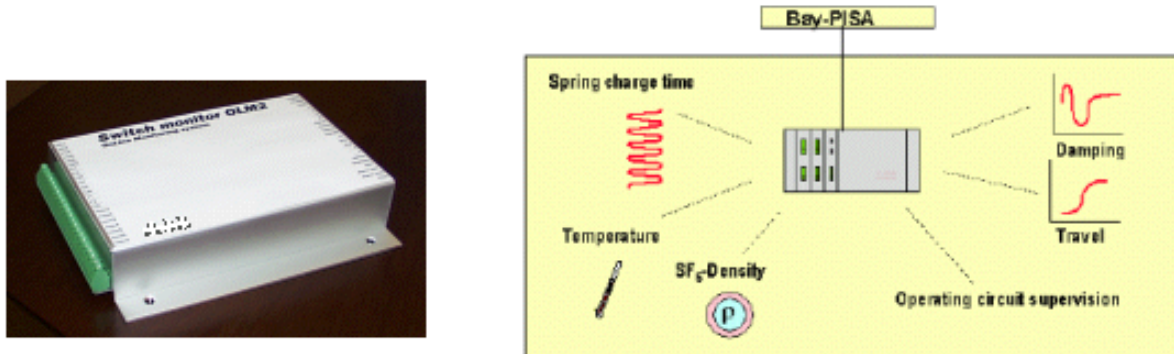 Switch monitor OLM2
Bay-PISA
Spring charge time
Damping
Temperature
Travel
SF₆-Density
P
Operating circuit supervision